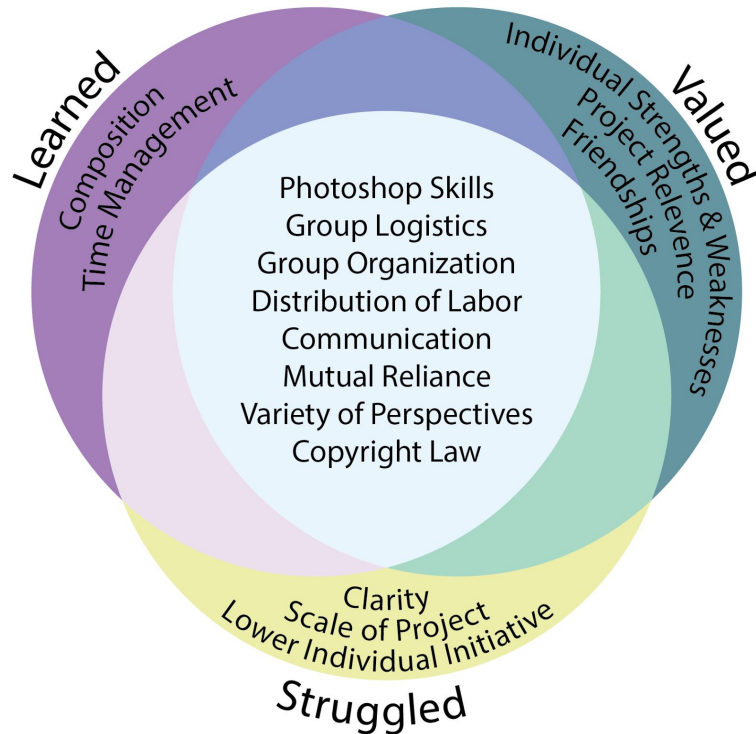 Learned
Composition
Time Management
Valued
Individual Strengths & Weaknesses
Project Relevence
Friendships
Photoshop Skills
Group Logistics
Group Organization
Distribution of Labor
Communication
Mutual Reliance
Variety of Perspectives
Copyright Law
Clarity
Scale of Project
Lower Individual Initiative
Struggled